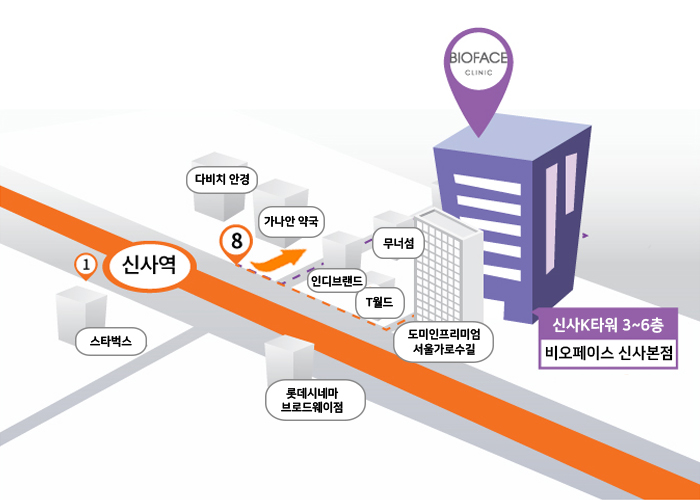 BIOFACE
CLINIC
다비치 안경
가나안 약국
8
무너섬
신사역
1
인디브랜드
T월드
스타벅스
도미인프리미엄
서울가로수길
신사K타워 3~6층
비오페이스 신사본점
롯데시네마
브로드웨이점